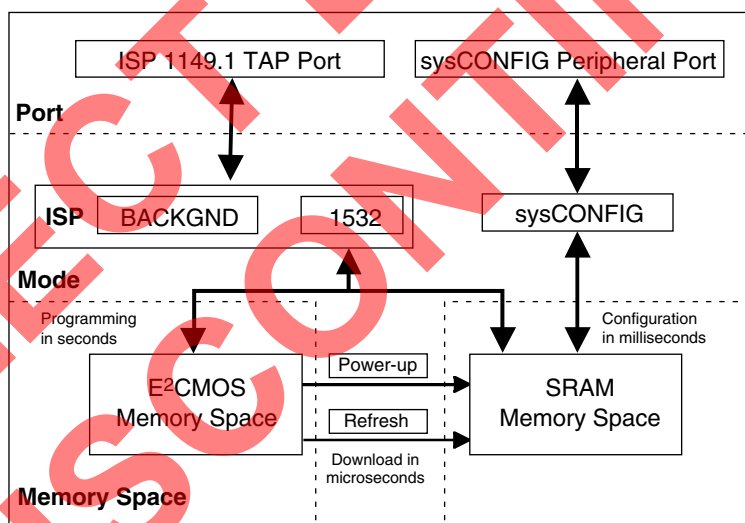 ISP 1149.1 TAP Port
sysCONFIG Peripheral Port
Port
ISP
BACKGND
1532
sysCONFIG
Mode
Programming
in seconds
Configuration
in milliseconds
E²CMOS
Memory Space
Power-up
Refresh
Download in
microseconds
SRAM
Memory Space
Memory Space